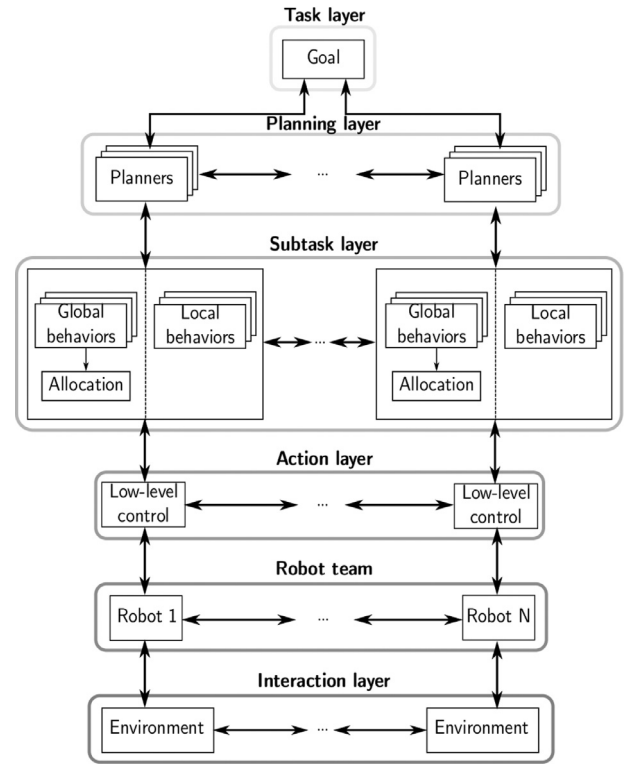 Task layer
Goal
Planning layer
Planners
...
Planners
Subtask layer
Global
behaviors
Local
behaviors
Allocation
...
Global
behaviors
Local
behaviors
Allocation
Action layer
Low-level
control
...
Low-level
control
Robot team
Robot 1
...
Robot N
Interaction layer
Environment
...
Environment